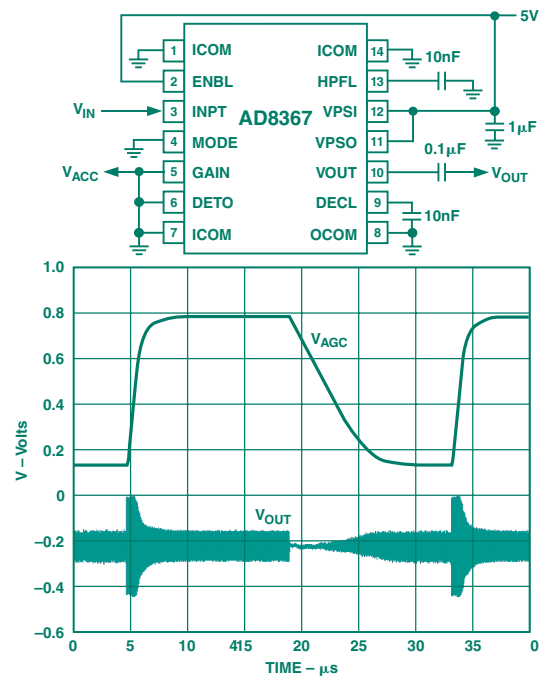 5V
1 ICOM ICOM 14 10nF
2 ENBL HPFL 13
VIN 3 INPT AD8367 VPSI 12
4 MODE VPSO 11 1μF
0.1μF
VACC 5 GAIN VOUT 10 VOUT
6 DETO DECL 9
10nF
7 ICOM OCOM 8
1.0
0.8
VAGC
0.6
0.4
0.2
0
VOUT
–0.2
–0.4
–0.6
V – Volts
0 5 10 415 20 25 30 35 0
TIME – μs